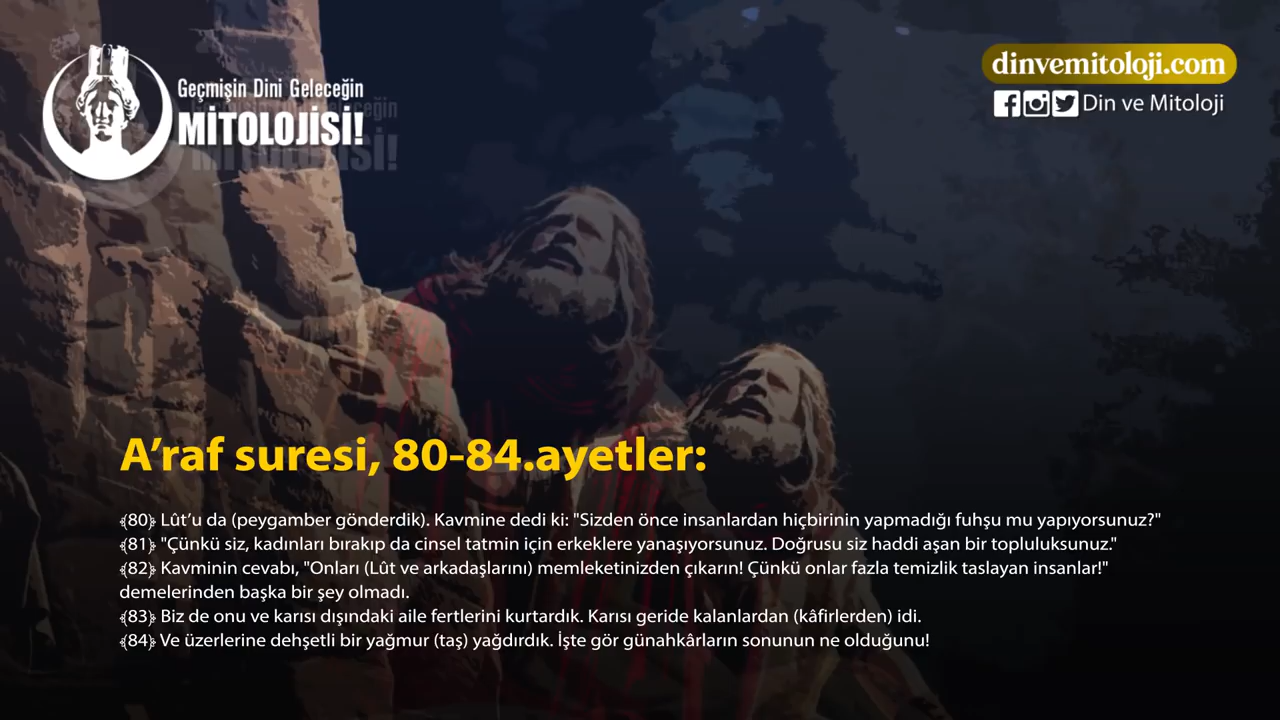 Geçmişin Dini Geleceğin
MİTOLOJİSİ!
dinvemitoloji.com
Din ve Mitoloji
A’raf suresi, 80-84.ayetler:
﴾80﴿ Lût’u da (peygamber gönderdik). Kavmine dedi ki: "Sizden önce insanlardan hiçbirinin yapmadığı fuhşu mu yapıyorsunuz?"
﴾81﴿ "Çünkü siz, kadınları bırakıp da cinsel tatmin için erkeklere yanaşıyorsunuz. Doğrusu siz haddi aşan bir topluluksunuz."
﴾82﴿ Kavminin cevabı, "Onları (Lût ve arkadaşlarını) memleketinizden çıkarın! Çünkü onlar fazla temizlik taslayan insanlar!"
demelerinden başka bir şey olmadı.
﴾83﴿ Biz de onu ve karısı dışındaki aile fertlerini kurtardık. Karısı geride kalanlardan (kâfirlerden) idi.
﴾84﴿ Ve üzerlerine dehşetli bir yağmur (taş) yağdırdık. İşte gör günahkârların sonunun ne olduğunu!